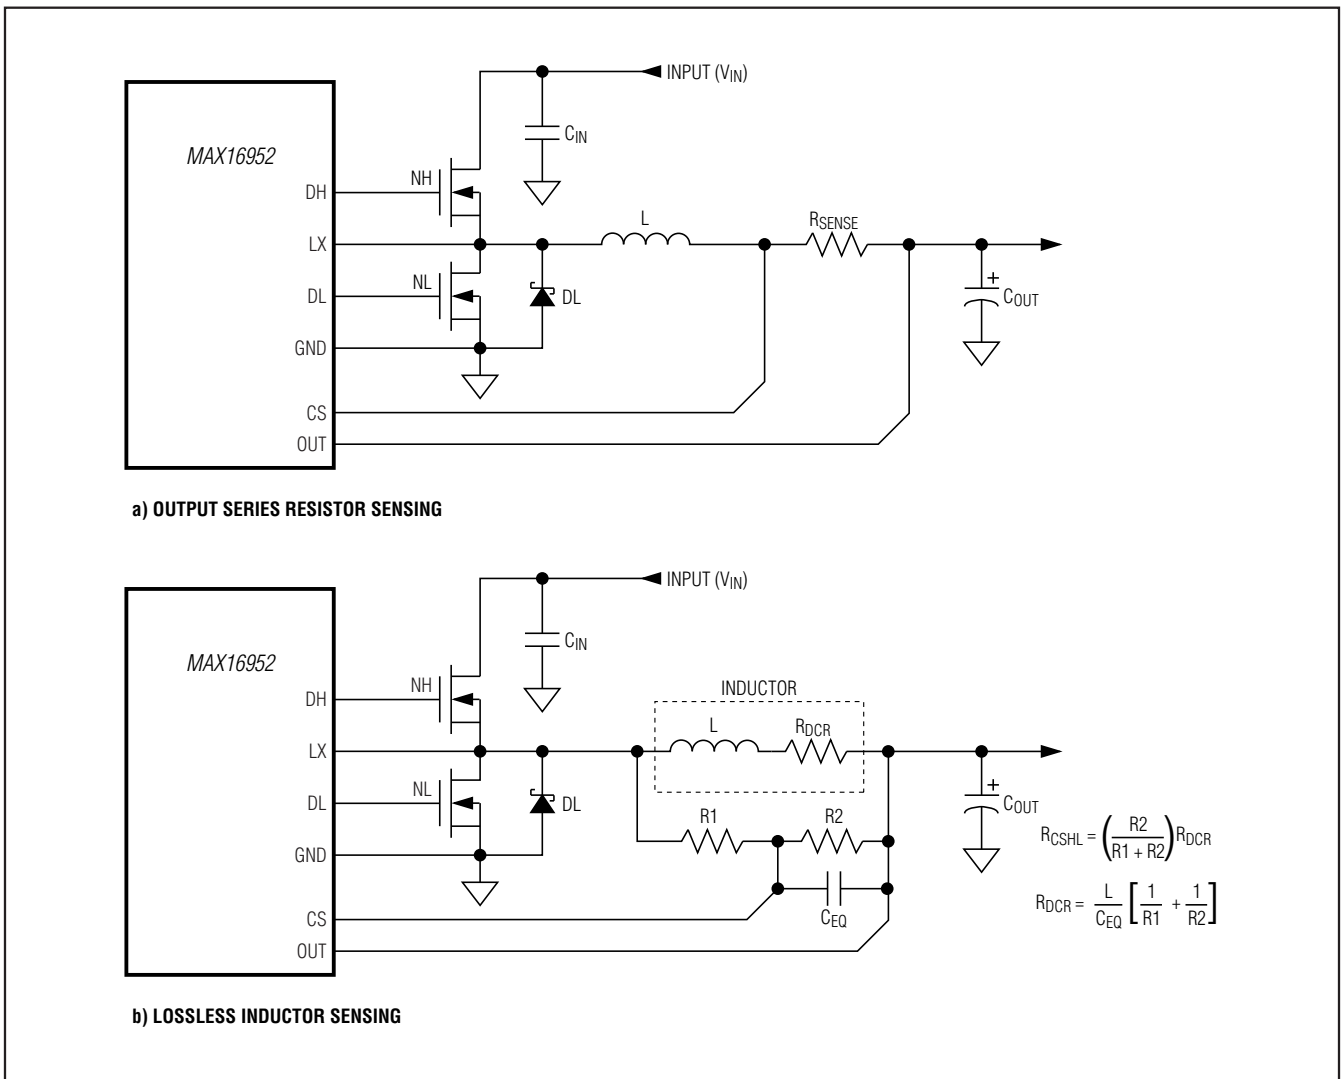 INPUT (VIN)
CIN
MAX16952
NH
DH
L
RSENSE
LX
NL
DL
DL
COUT
GND
CS
OUT
a) OUTPUT SERIES RESISTOR SENSING
INPUT (VIN)
CIN
MAX16952
NH
DH
INDUCTOR
L
RDCR
LX
NL
DL
DL
COUT
R1
R2
RCSHL = (R2 / R1 + R2) RDCR
GND
RDCR = L / CEQ [1 / R1 + 1 / R2]
CEQ
CS
OUT
b) LOSSLESS INDUCTOR SENSING